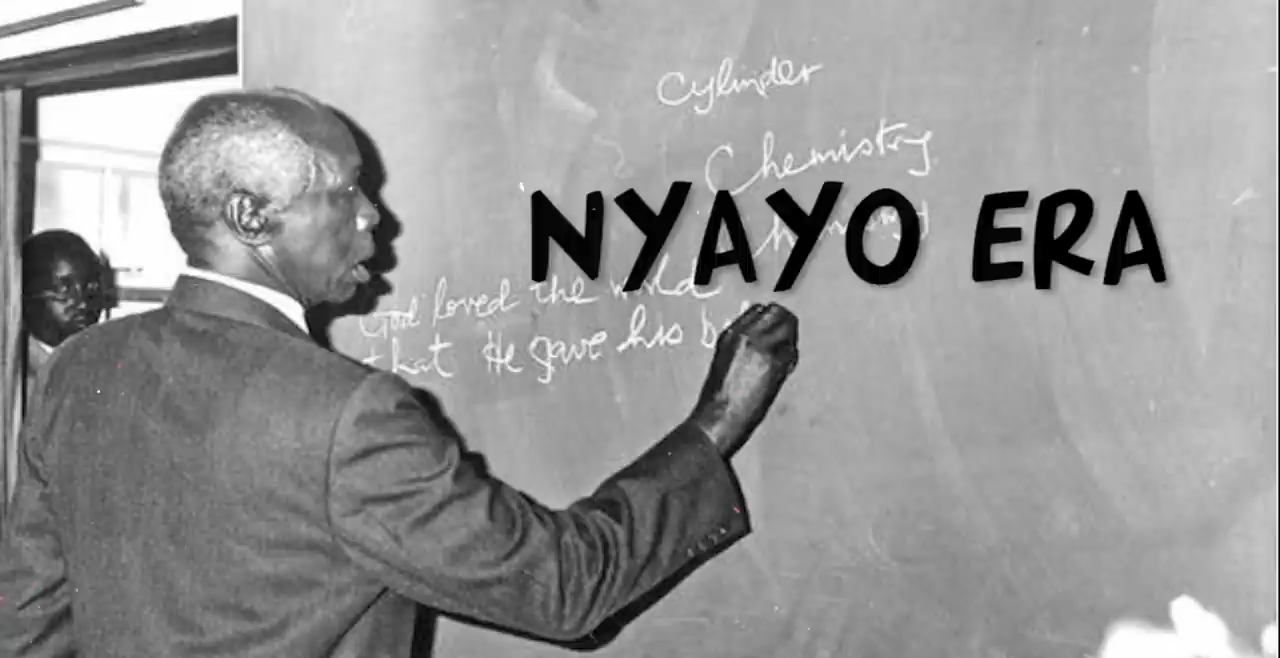 Cylinder
Chemistry
NYAYO ERA
God loved the world
that He gave his